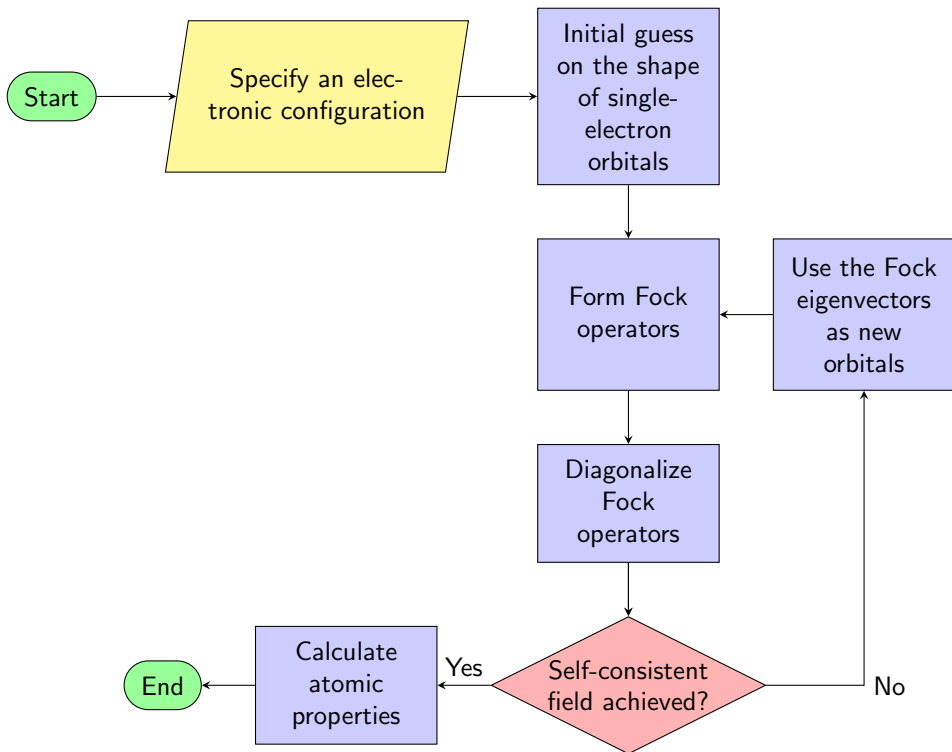 Start
Specify an elec-
tronic configuration
Initial guess
on the shape
of single-
electron
orbitals
Form Fock
operators
Use the Fock
eigenvectors
as new
orbitals
Diagonalize
Fock
operators
Self-consistent
field achieved?
Yes
No
Calculate
atomic
properties
End